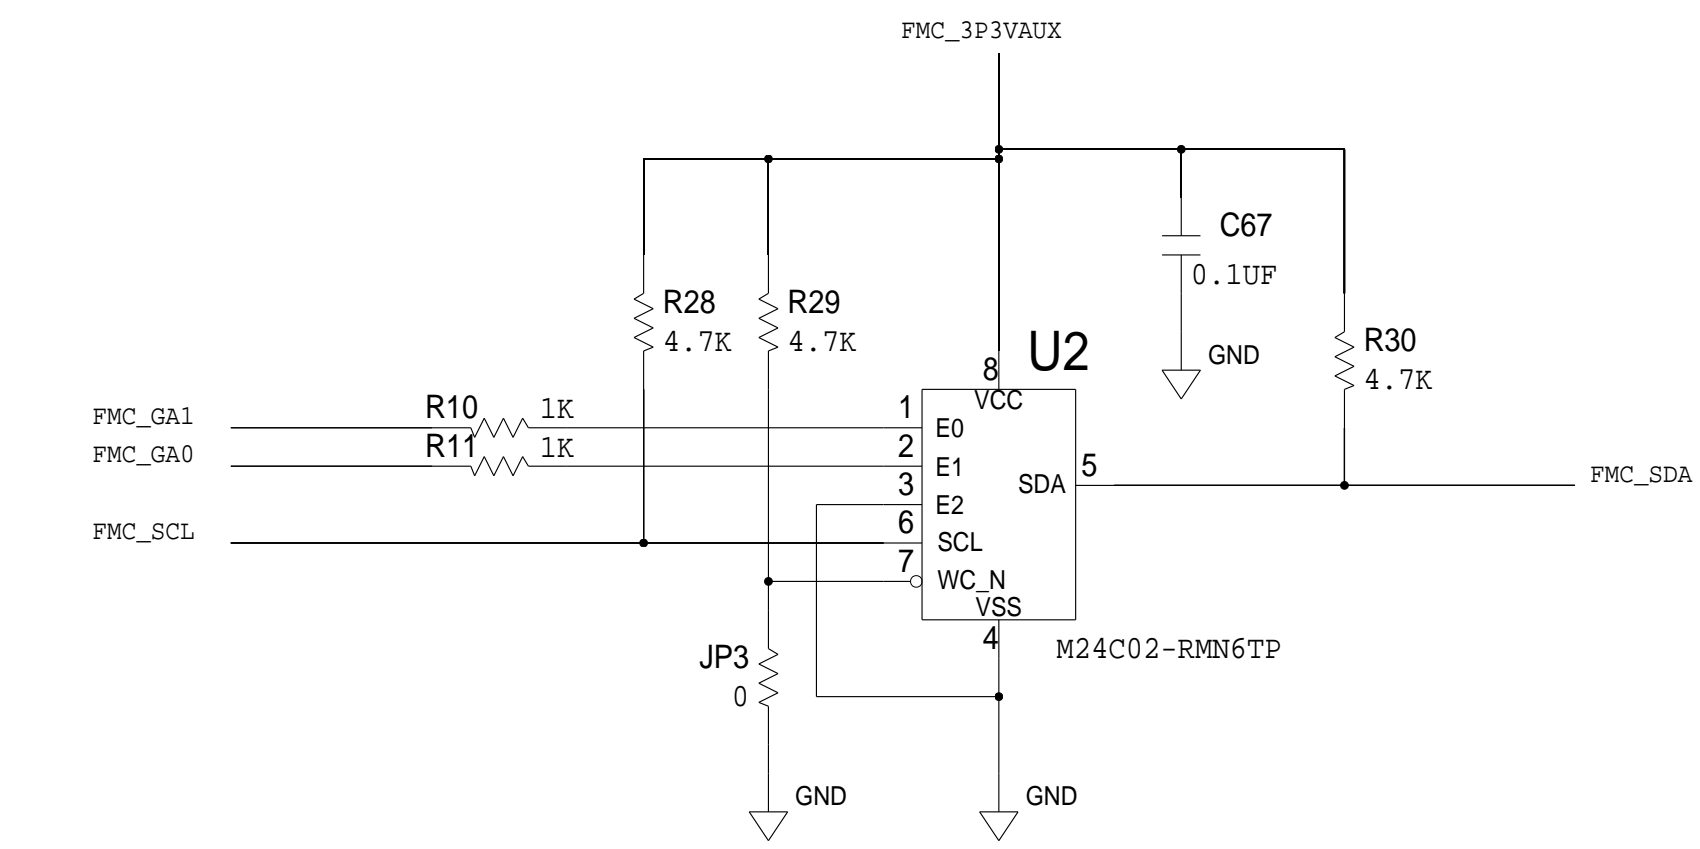 FMC_3P3VAUX
C67
0.1UF
R28
4.7K
R29
4.7K
U2
GND
R30
4.7K
8
VCC
FMC_GA1
R10
1K
1
E0
FMC_GA0
R11
1K
2
E1
3
E2
SDA
5
FMC_SDA
FMC_SCL
6
SCL
7
WC_N
VSS
4
M24C02-RMN6TP
JP3
0
GND
GND